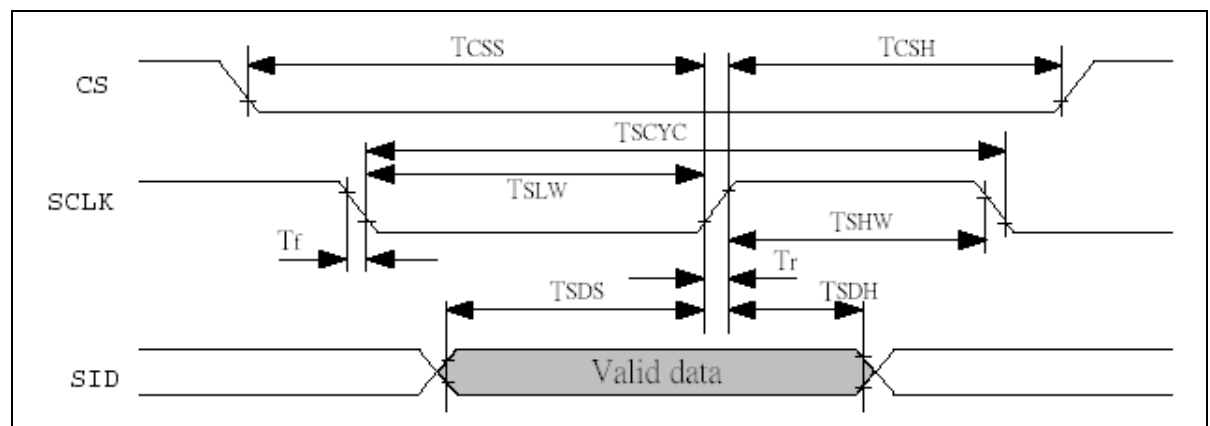 TCSS
TCSH
CS
TSCYC
SCLK
TSLW
TSHW
Tf
Tr
TSDS
TSDH
SID
Valid data